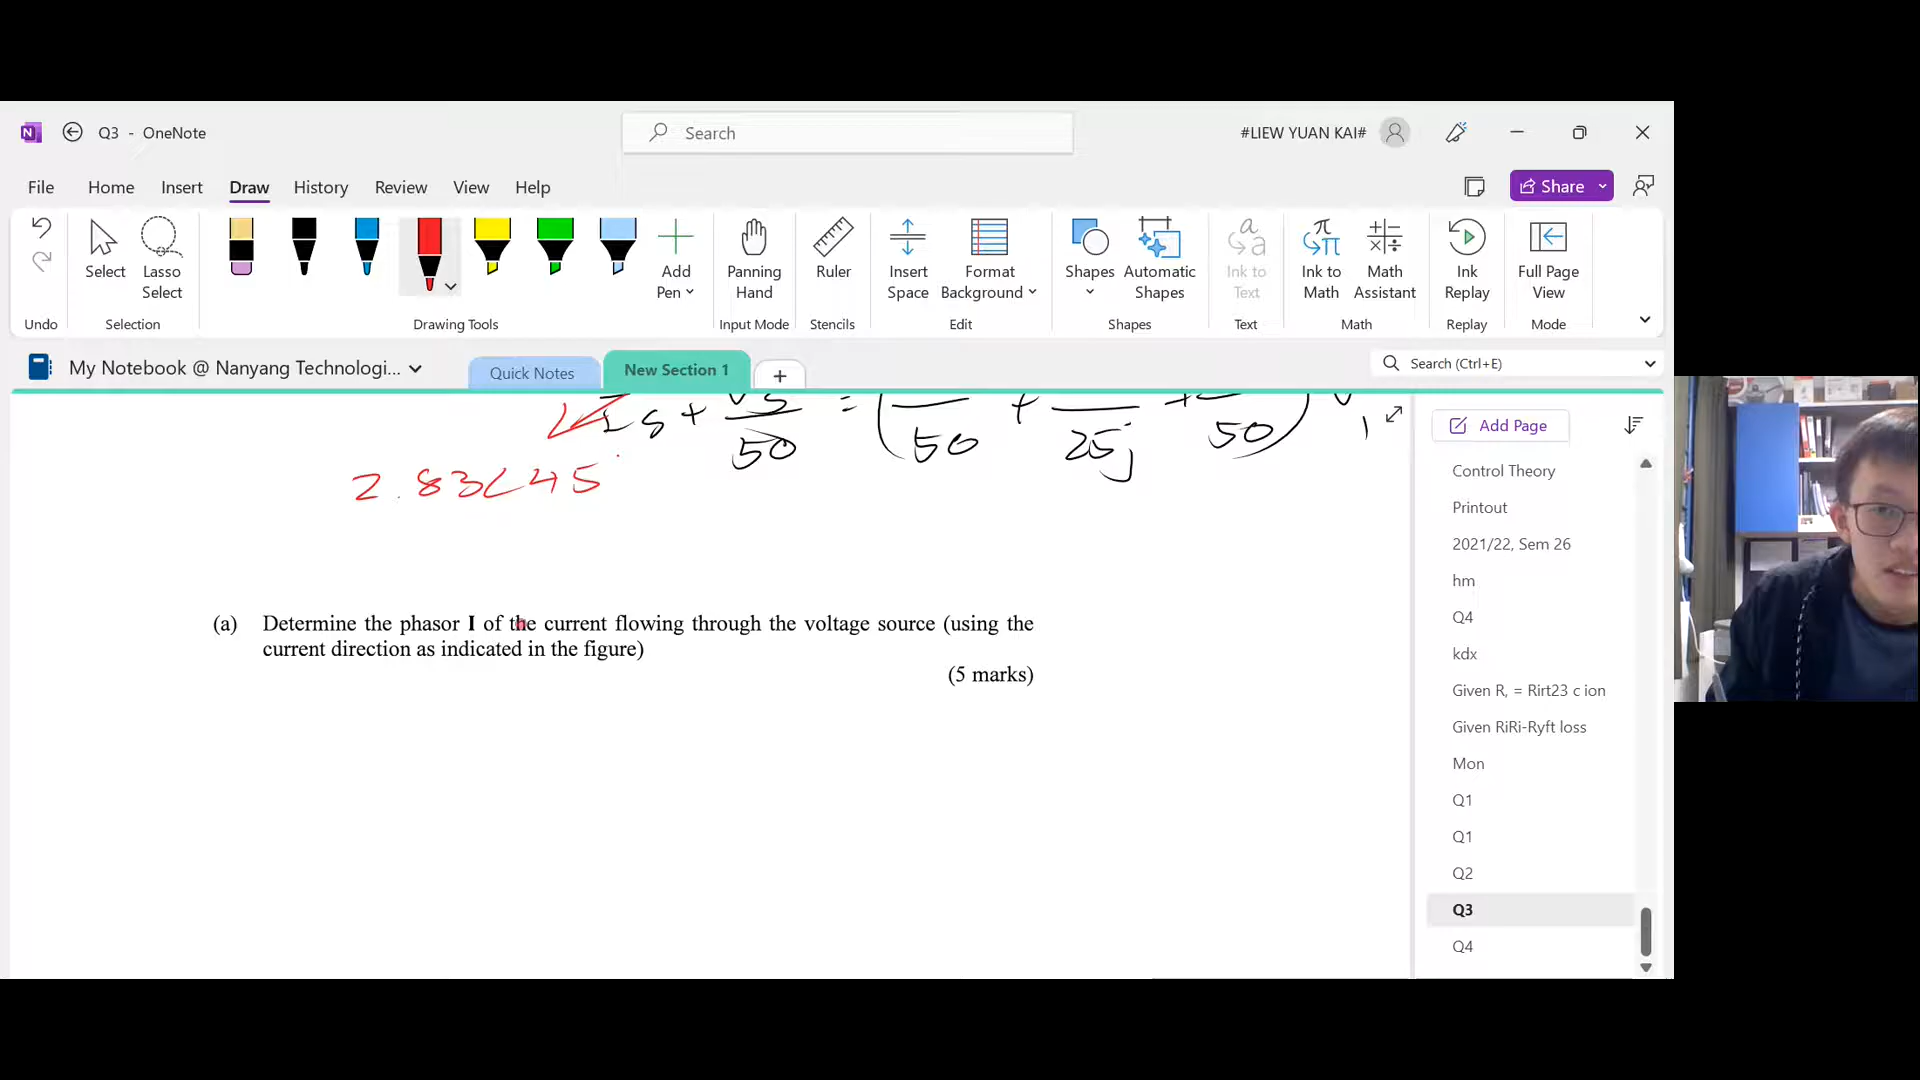 Q3 - OneNote
Search
#LIEW YUAN KAI#
File Home Insert Draw History Review View Help
Share
Select
Lasso Select
Add Pen
Panning Hand
Ruler
Insert Space
Format Background
Shapes
Automatic Shapes
Ink to Text
Ink to Math
Math Assistant
Ink Replay
Full Page View
Undo
Selection
Drawing Tools
Input Mode
Stencils
Edit
Shapes
Text
Math
Replay
Mode
My Notebook @ Nanyang Technologi...
Quick Notes
New Section 1
Search (Ctrl+E)
50 50 25j 50
2.83<45
(a) Determine the phasor I of the current flowing through the voltage source (using the
current direction as indicated in the figure)
(5 marks)
Add Page
Control Theory
Printout
2021/22, Sem 26
hm
Q4
kdx
Given R, = Rirt23 c ion
Given RiRi-Ryft loss
Mon
Q1
Q1
Q2
Q3
Q4